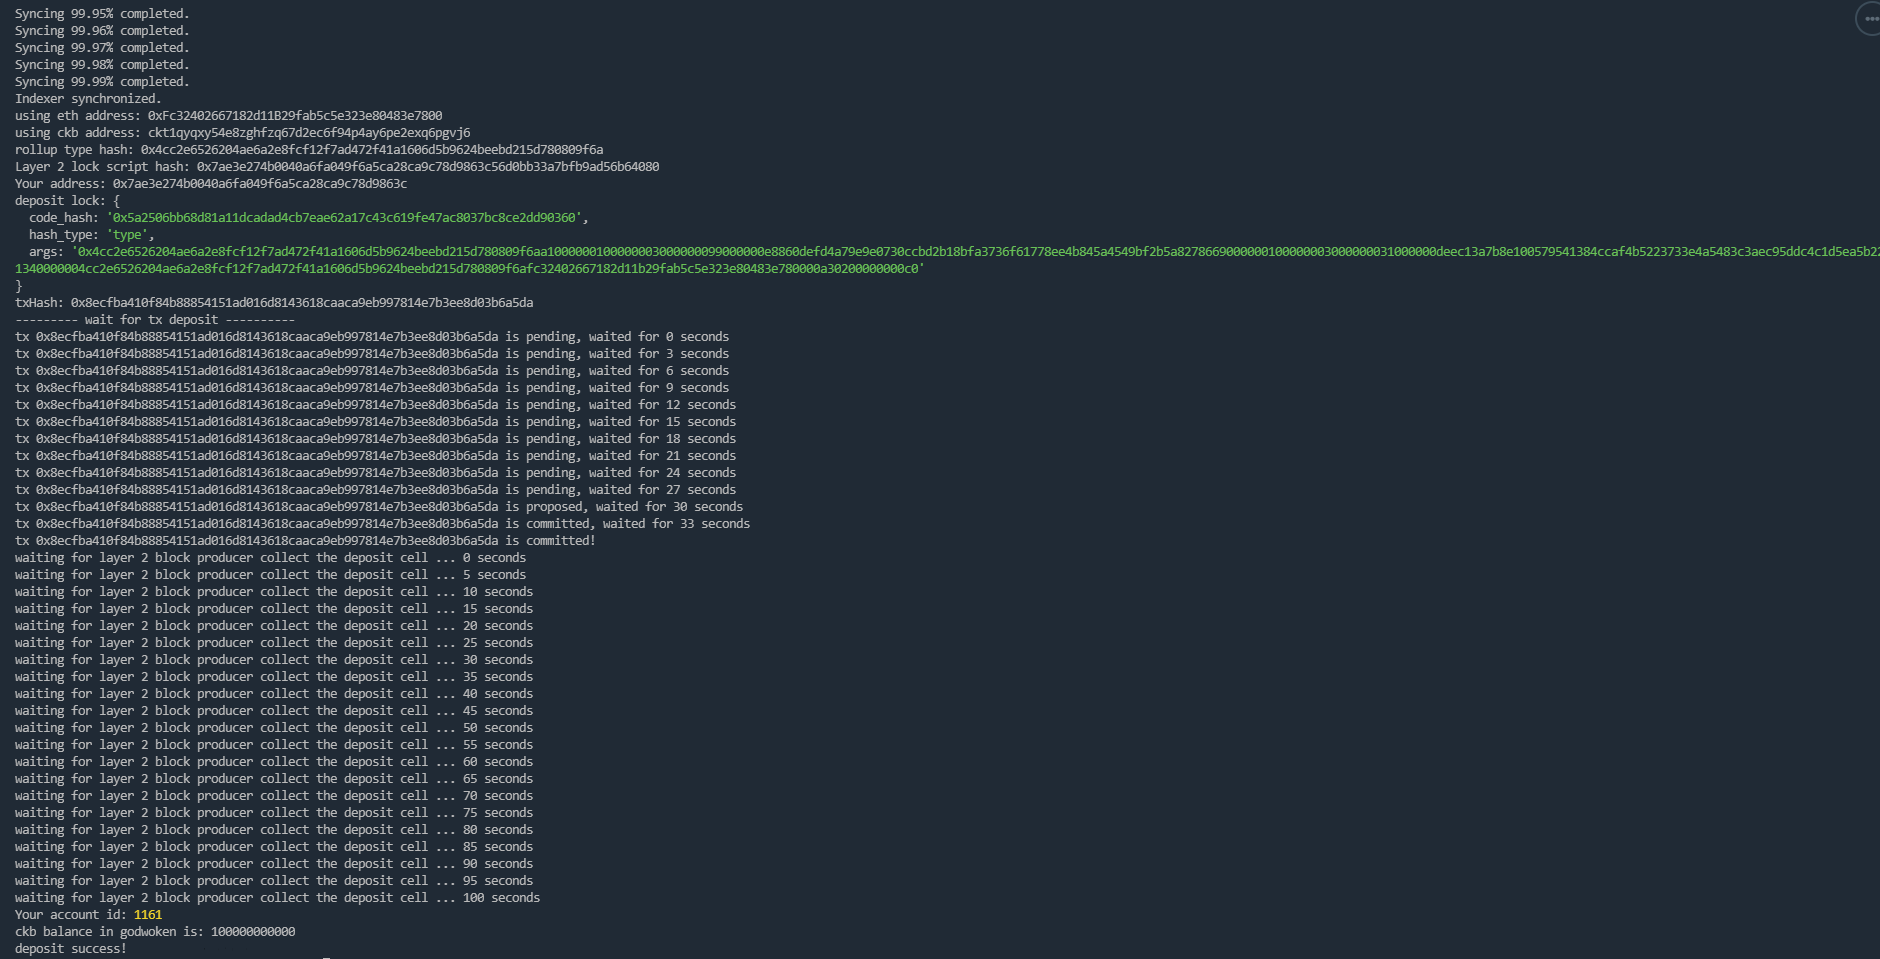 Syncing 99.95% completed.
Syncing 99.96% completed.
Syncing 99.97% completed.
Syncing 99.98% completed.
Syncing 99.99% completed.
Indexer synchronized.
using eth address: 0xFc32402667182d11B29fab5c5e323e80483e7800
using ckb address: ckt1qyqxy54e8zghfzq67d2ec6f94p4ay6pe2exq6pgvj6
rollup type hash: 0x4cc2e6526204ae6a2e8fcf12f7ad472f41a1606d5b9624beebd215d780809f6a
Layer 2 lock script hash: 0x7ae3e274b0040a6fa049f6a5ca28ca9c78d9863c56d0bb33a7bfb9ad56b64080
Your address: 0x7ae3e274b0040a6fa049f6a5ca28ca9c78d9863c
deposit lock: {
code_hash: '0x5a2506bb68d81a11dcadad4cb7eae62a17c43c619fe47ac8037bc8ce2dd90360',
hash_type: 'type',
args: '0x4cc2e6526204ae6a2e8fcf12f7ad472f41a1606d5b9624beebd215d780809f6aa10000001000000030000000099000000e8860defd4a79e9e0730ccbd2b18bfa3736f61778ee4b845a4549bf2b5a8278669000000100000003000000031000000deec13a7b8e100579541384ccaf4b5223733e4a5483c3aec95ddc4c1d5ea5b22
1340000004cc2e6526204ae6a2e8fcf12f7ad472f41a1606d5b9624beebd215d780809f6afc32402667182d11b29fab5c5e323e80483e780000a30200000000c0'
}
txHash: 0x8ecfba410f84b88854151ad016d8143618caaca9eb997814e7b3ee8d03b6a5da
--------- wait for tx deposit ----------
tx 0x8ecfba410f84b88854151ad016d8143618caaca9eb997814e7b3ee8d03b6a5da is pending, waited for 0 seconds
tx 0x8ecfba410f84b88854151ad016d8143618caaca9eb997814e7b3ee8d03b6a5da is pending, waited for 3 seconds
tx 0x8ecfba410f84b88854151ad016d8143618caaca9eb997814e7b3ee8d03b6a5da is pending, waited for 6 seconds
tx 0x8ecfba410f84b88854151ad016d8143618caaca9eb997814e7b3ee8d03b6a5da is pending, waited for 9 seconds
tx 0x8ecfba410f84b88854151ad016d8143618caaca9eb997814e7b3ee8d03b6a5da is pending, waited for 12 seconds
tx 0x8ecfba410f84b88854151ad016d8143618caaca9eb997814e7b3ee8d03b6a5da is pending, waited for 15 seconds
tx 0x8ecfba410f84b88854151ad016d8143618caaca9eb997814e7b3ee8d03b6a5da is pending, waited for 18 seconds
tx 0x8ecfba410f84b88854151ad016d8143618caaca9eb997814e7b3ee8d03b6a5da is pending, waited for 21 seconds
tx 0x8ecfba410f84b88854151ad016d8143618caaca9eb997814e7b3ee8d03b6a5da is pending, waited for 24 seconds
tx 0x8ecfba410f84b88854151ad016d8143618caaca9eb997814e7b3ee8d03b6a5da is pending, waited for 27 seconds
tx 0x8ecfba410f84b88854151ad016d8143618caaca9eb997814e7b3ee8d03b6a5da is proposed, waited for 30 seconds
tx 0x8ecfba410f84b88854151ad016d8143618caaca9eb997814e7b3ee8d03b6a5da is committed, waited for 33 seconds
tx 0x8ecfba410f84b88854151ad016d8143618caaca9eb997814e7b3ee8d03b6a5da is committed!
waiting for layer 2 block producer collect the deposit cell ... 0 seconds
waiting for layer 2 block producer collect the deposit cell ... 5 seconds
waiting for layer 2 block producer collect the deposit cell ... 10 seconds
waiting for layer 2 block producer collect the deposit cell ... 15 seconds
waiting for layer 2 block producer collect the deposit cell ... 20 seconds
waiting for layer 2 block producer collect the deposit cell ... 25 seconds
waiting for layer 2 block producer collect the deposit cell ... 30 seconds
waiting for layer 2 block producer collect the deposit cell ... 35 seconds
waiting for layer 2 block producer collect the deposit cell ... 40 seconds
waiting for layer 2 block producer collect the deposit cell ... 45 seconds
waiting for layer 2 block producer collect the deposit cell ... 50 seconds
waiting for layer 2 block producer collect the deposit cell ... 55 seconds
waiting for layer 2 block producer collect the deposit cell ... 60 seconds
waiting for layer 2 block producer collect the deposit cell ... 65 seconds
waiting for layer 2 block producer collect the deposit cell ... 70 seconds
waiting for layer 2 block producer collect the deposit cell ... 75 seconds
waiting for layer 2 block producer collect the deposit cell ... 80 seconds
waiting for layer 2 block producer collect the deposit cell ... 85 seconds
waiting for layer 2 block producer collect the deposit cell ... 90 seconds
waiting for layer 2 block producer collect the deposit cell ... 95 seconds
waiting for layer 2 block producer collect the deposit cell ... 100 seconds
Your account id: 1161
ckb balance in godwoken is: 100000000000
deposit success!